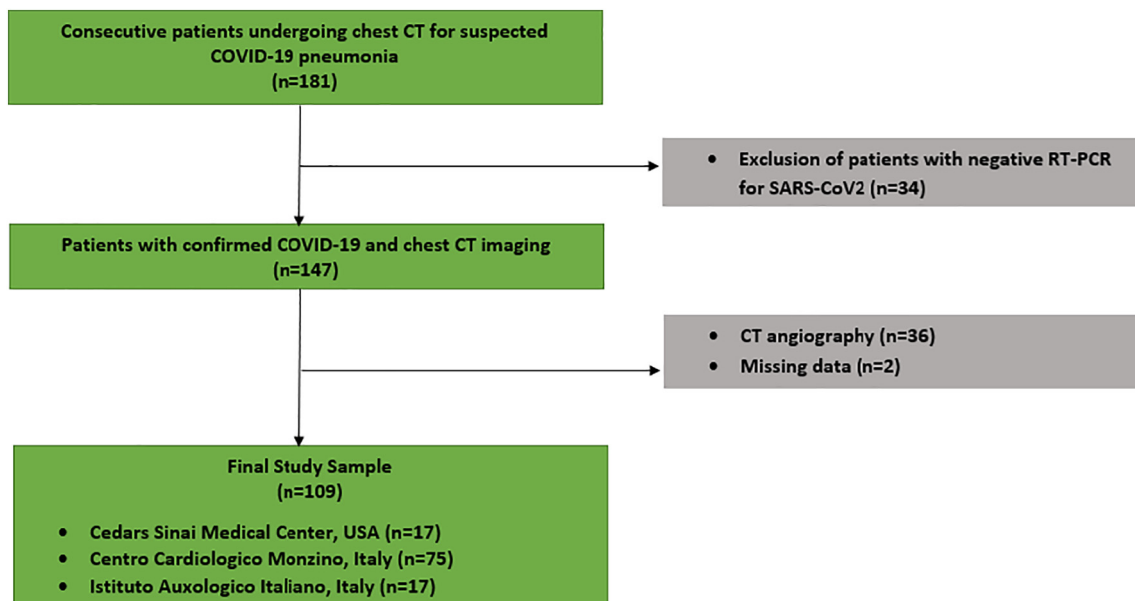 Consecutive patients undergoing chest CT for suspected
COVID-19 pneumonia
(n=181)
• Exclusion of patients with negative RT-PCR
for SARS-CoV2 (n=34)
Patients with confirmed COVID-19 and chest CT imaging
(n=147)
• CT angiography (n=36)
• Missing data (n=2)
Final Study Sample
(n=109)
• Cedars Sinai Medical Center, USA (n=17)
• Centro Cardiologico Monzino, Italy (n=75)
• Istituto Auxologico Italiano, Italy (n=17)